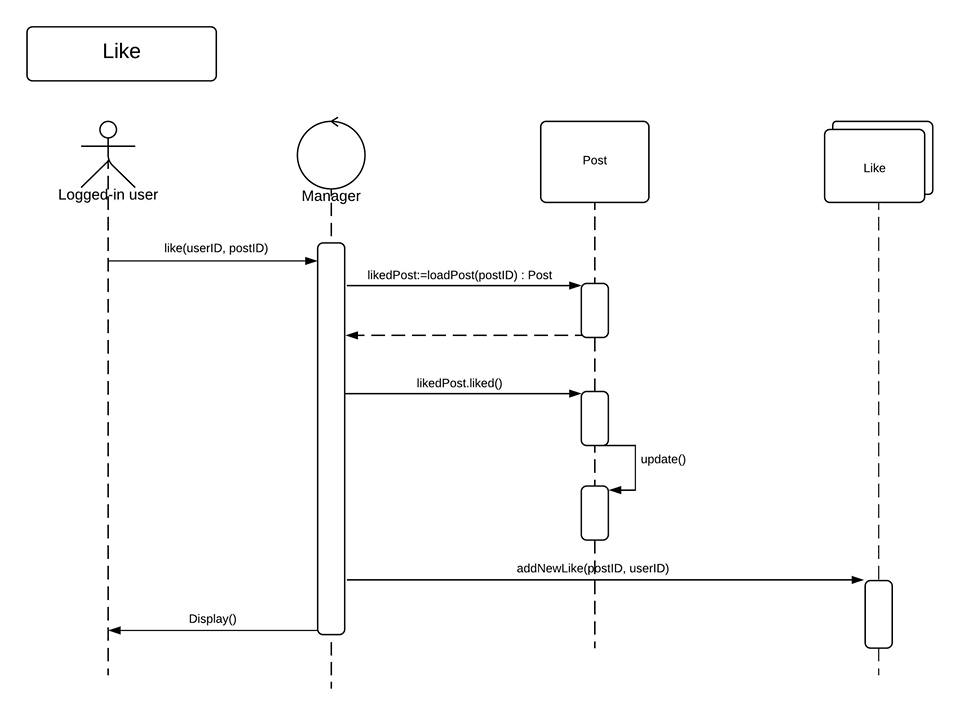 Like
Logged-in user
Manager
Post
Like
like(userID, postID)
likedPost:=loadPost(postID) : Post
likedPost.liked()
update()
addNewLike(postID, userID)
Display()